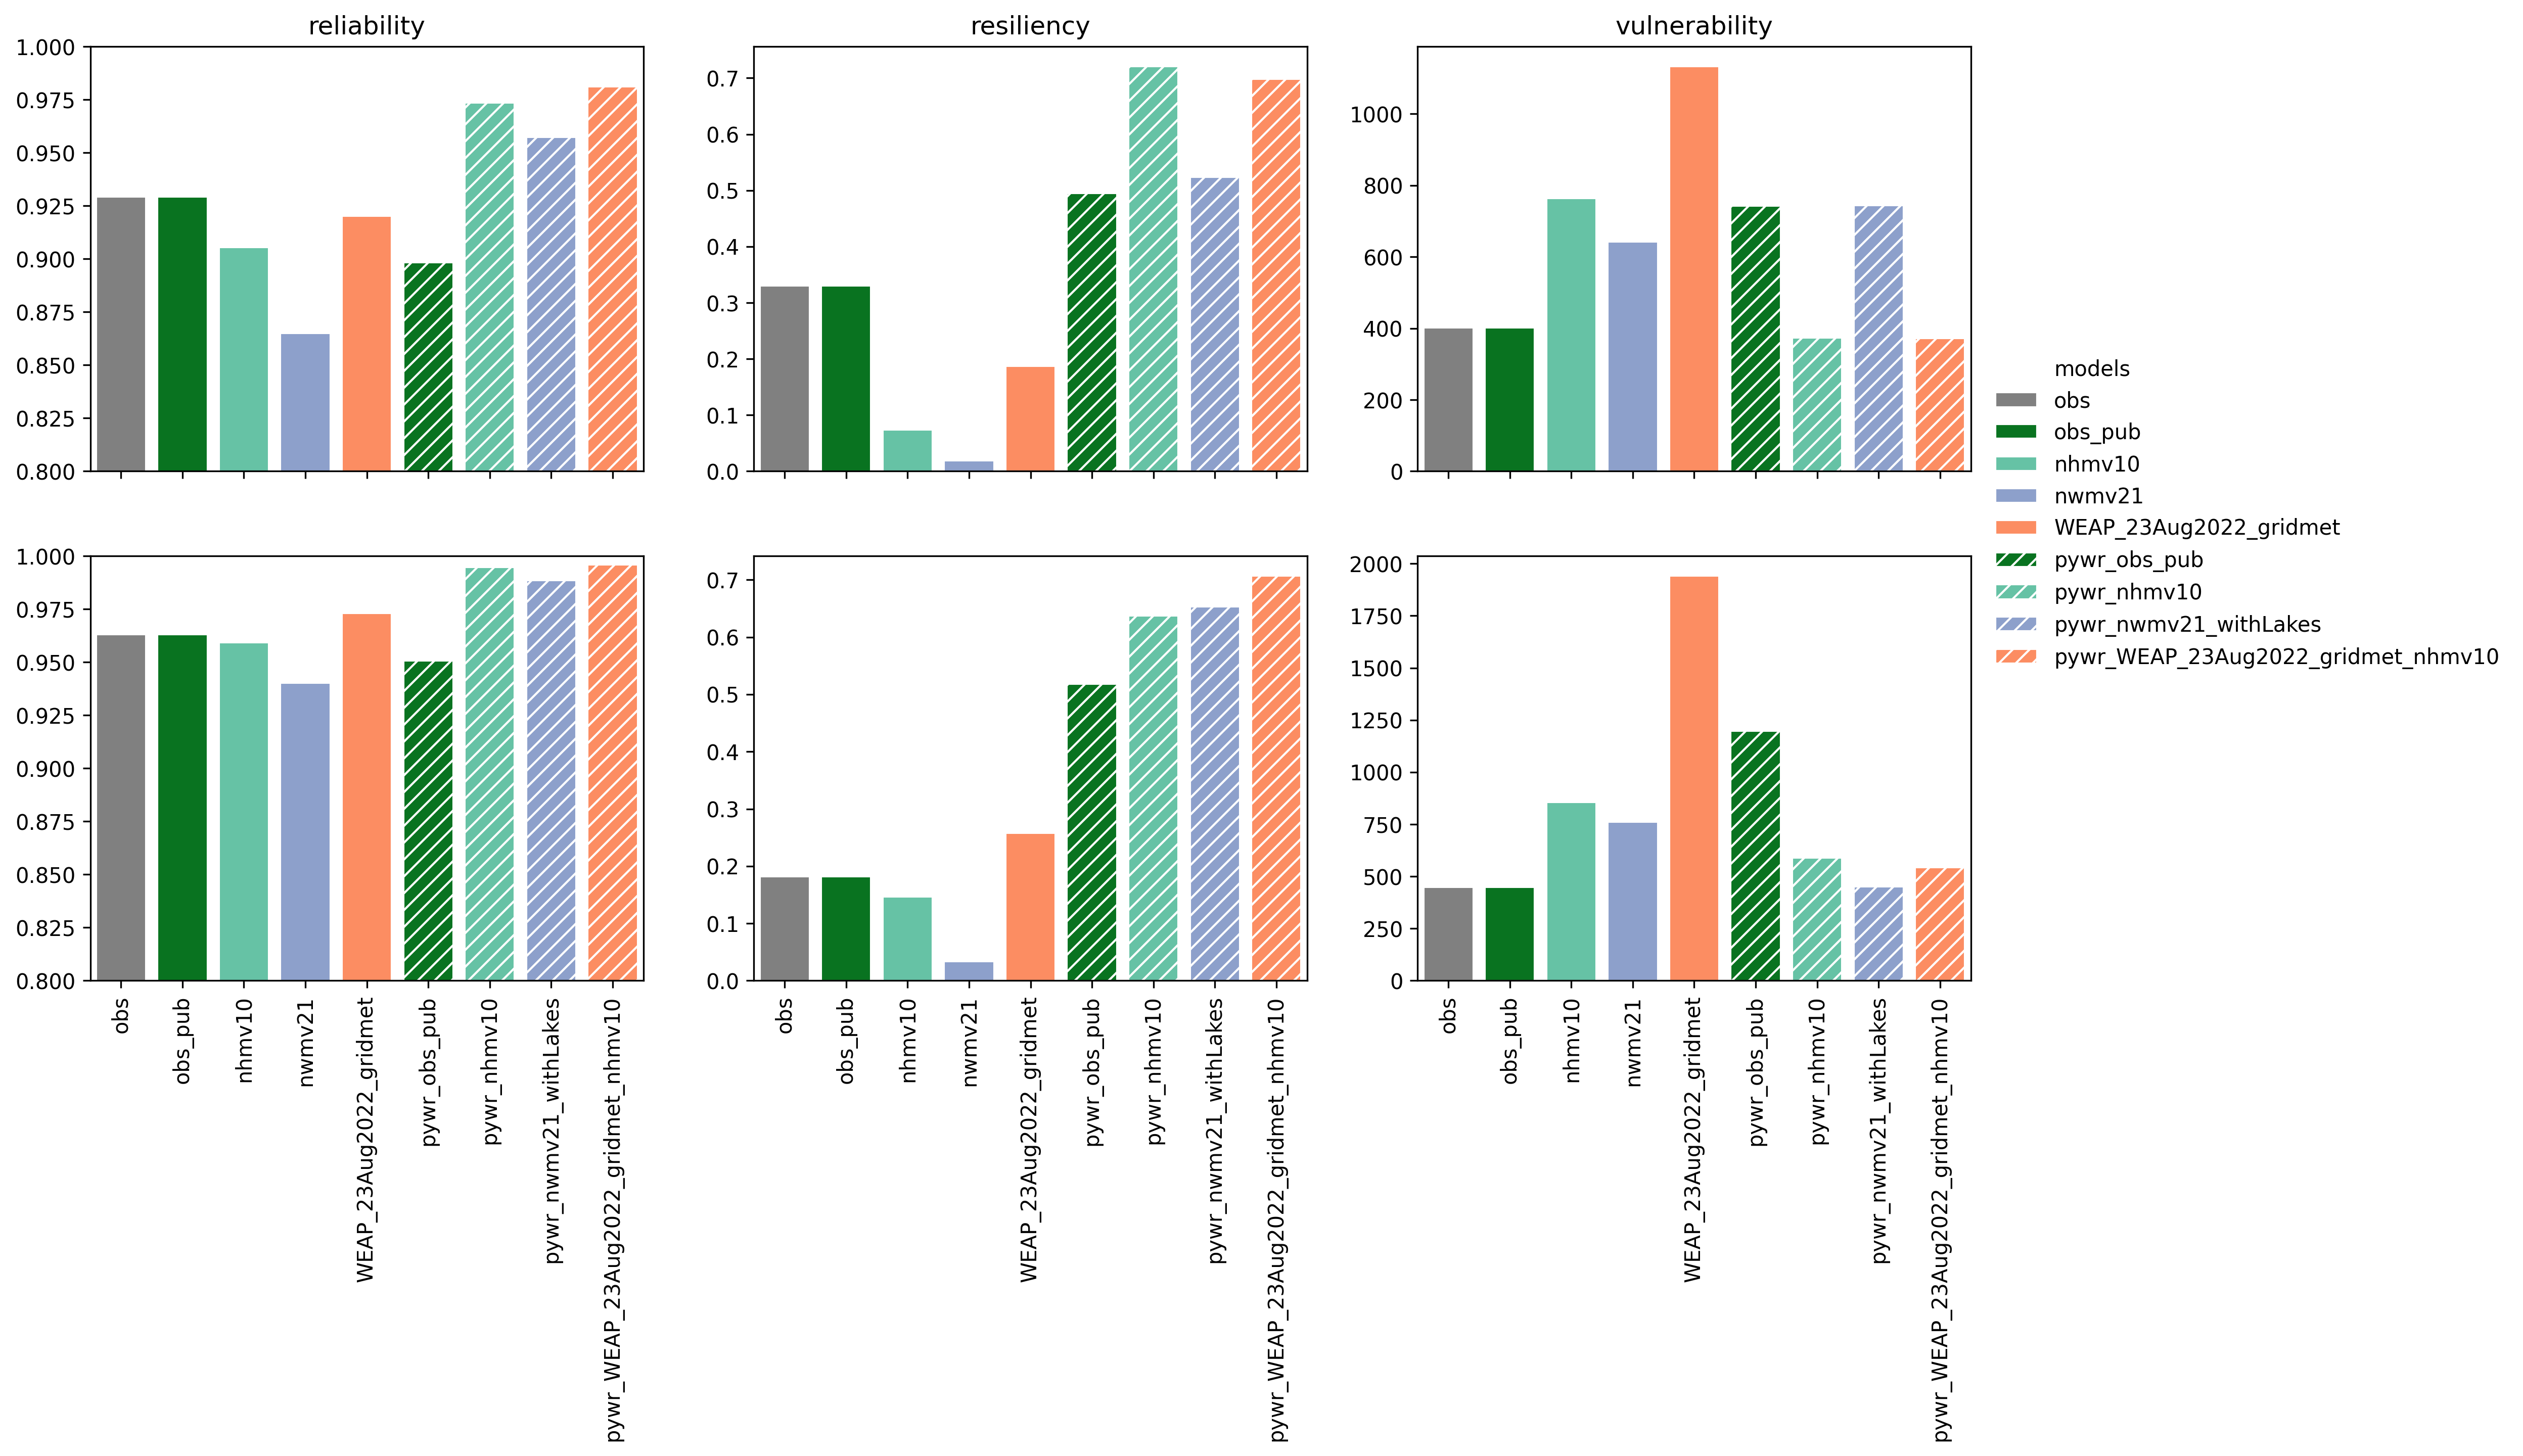 reliability
resiliency
vulnerability
1.000
0.975
0.950
0.925
0.900
0.875
0.850
0.825
0.800
0.7
0.6
0.5
0.4
0.3
0.2
0.1
0.0
1000
800
600
400
200
0
models
obs
obs_pub
nhmv10
nwmv21
WEAP_23Aug2022_gridmet
pywr_obs_pub
pywr_nhmv10
pywr_nwmv21_withLakes
pywr_WEAP_23Aug2022_gridmet_nhmv10
1.000
0.975
0.950
0.925
0.900
0.875
0.850
0.825
0.800
obs
obs_pub
nhmv10
nwmv21
WEAP_23Aug2022_gridmet
pywr_obs_pub
pywr_nhmv10
pywr_nwmv21_withLakes
pywr_WEAP_23Aug2022_gridmet_nhmv10
0.7
0.6
0.5
0.4
0.3
0.2
0.1
0.0
obs
obs_pub
nhmv10
nwmv21
WEAP_23Aug2022_gridmet
pywr_obs_pub
pywr_nhmv10
pywr_nwmv21_withLakes
pywr_WEAP_23Aug2022_gridmet_nhmv10
2000
1750
1500
1250
1000
750
500
250
0
obs
obs_pub
nhmv10
nwmv21
WEAP_23Aug2022_gridmet
pywr_obs_pub
pywr_nhmv10
pywr_nwmv21_withLakes
pywr_WEAP_23Aug2022_gridmet_nhmv10